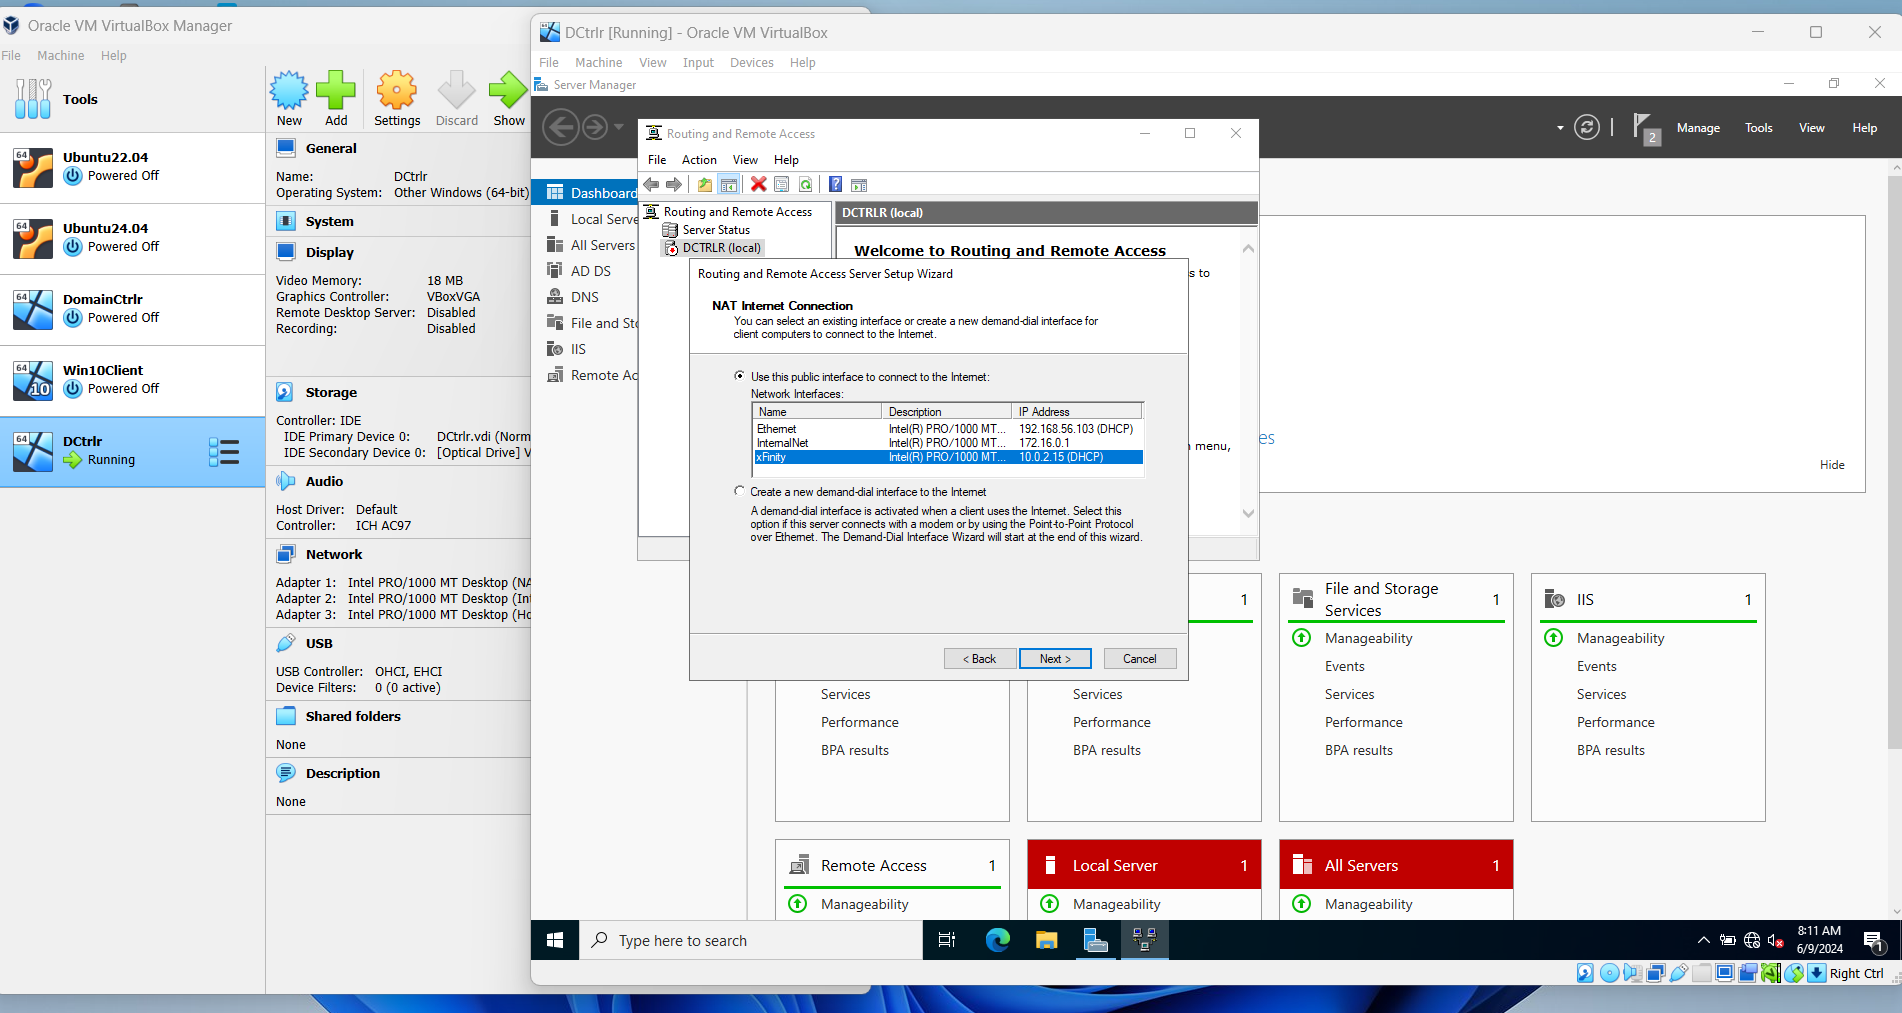 Oracle VM VirtualBox Manager
File Machine Help
Tools
New Add Settings Discard Show
64 Ubuntu22.04
Powered Off
64 Ubuntu24.04
Powered Off
64 DomainCtrlr
Powered Off
64 10 Win10Client
Powered Off
64 DCtrlr
Running
General
Name: DCtrlr
Operating System: Other Windows (64-bit)
System
Display
Video Memory: 18 MB
Graphics Controller: VBoxVGA
Remote Desktop Server: Disabled
Recording: Disabled
Storage
Controller: IDE
IDE Primary Device 0: DCtrlr.vdi (Norm
IDE Secondary Device 0: [Optical Drive] V
Audio
Host Driver: Default
Controller: ICH AC97
Network
Adapter 1: Intel PRO/1000 MT Desktop (NA
Adapter 2: Intel PRO/1000 MT Desktop (Int
Adapter 3: Intel PRO/1000 MT Desktop (Ho
USB
USB Controller: OHCI, EHCI
Device Filters: 0 (0 active)
Shared folders
None
Description
None
DCtrlr [Running] - Oracle VM VirtualBox
File Machine View Input Devices Help
Server Manager
2 Manage Tools View Help
Dashboard
Local Serve
All Servers
AD DS
DNS
File and Sto
IIS
Remote Ac
Routing and Remote Access
File Action View Help
Routing and Remote Access
Server Status
DCTRLR (local)
DCTRLR (local)
Welcome to Routing and Remote Access
s to
menu,
es
Hide
Routing and Remote Access Server Setup Wizard
NAT Internet Connection
You can select an existing interface or create a new demand-dial interface for
client computers to connect to the Internet.
Use this public interface to connect to the Internet:
Network Interfaces:
Name Description IP Address
Ethernet Intel(R) PRO/1000 MT... 192.168.56.103 (DHCP)
InternalNet Intel(R) PRO/1000 MT... 172.16.0.1
xFinity Intel(R) PRO/1000 MT... 10.0.2.15 (DHCP)
Create a new demand-dial interface to the Internet
A demand-dial interface is activated when a client uses the Internet. Select this
option if this server connects with a modem or by using the Point-to-Point Protocol
over Ethernet. The Demand-Dial Interface Wizard will start at the end of this wizard.
< Back Next > Cancel
Services
Performance
BPA results
1
Services
Performance
BPA results
File and Storage
Services 1
Manageability
Events
Services
Performance
BPA results
IIS 1
Manageability
Events
Services
Performance
BPA results
Remote Access 1
Manageability
Local Server 1
Manageability
All Servers 1
Manageability
Type here to search
8:11 AM
6/9/2024
1
Right Ctrl